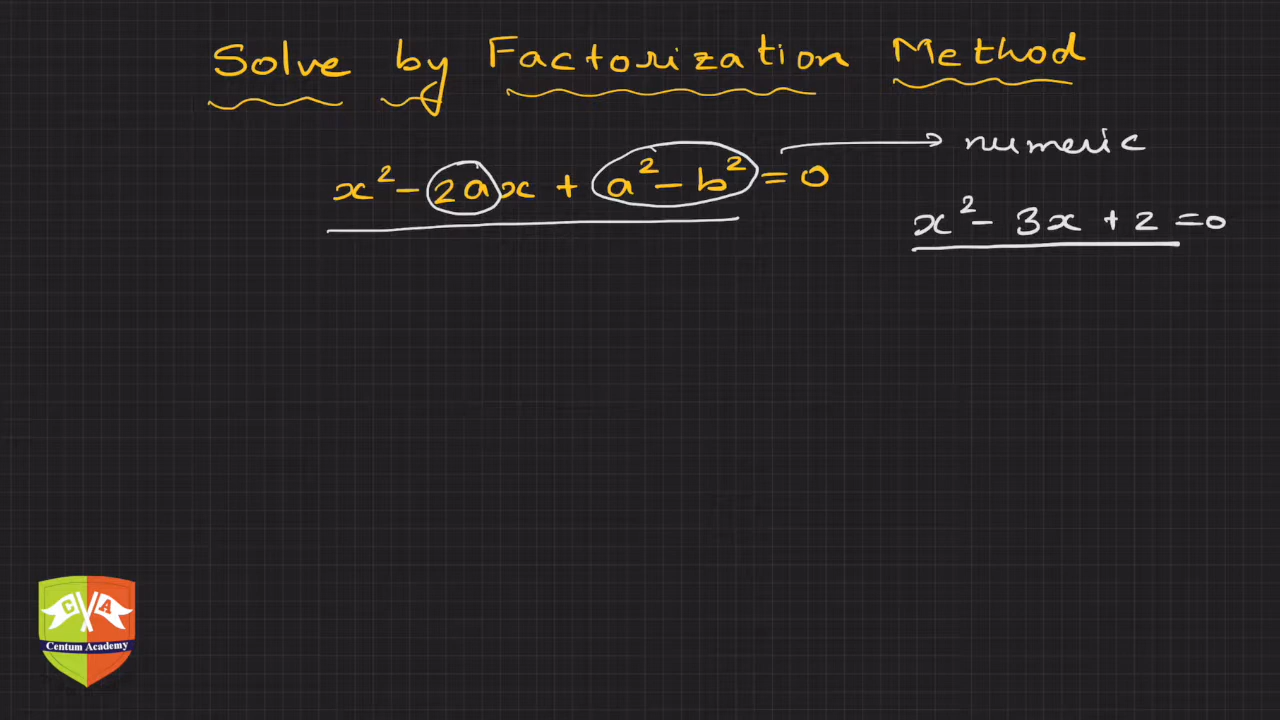 Solve by Factorization Method
x² - 2ax + a² - b² = 0 → numeric
x² - 3x + 2 = 0
C A
Centum Academy